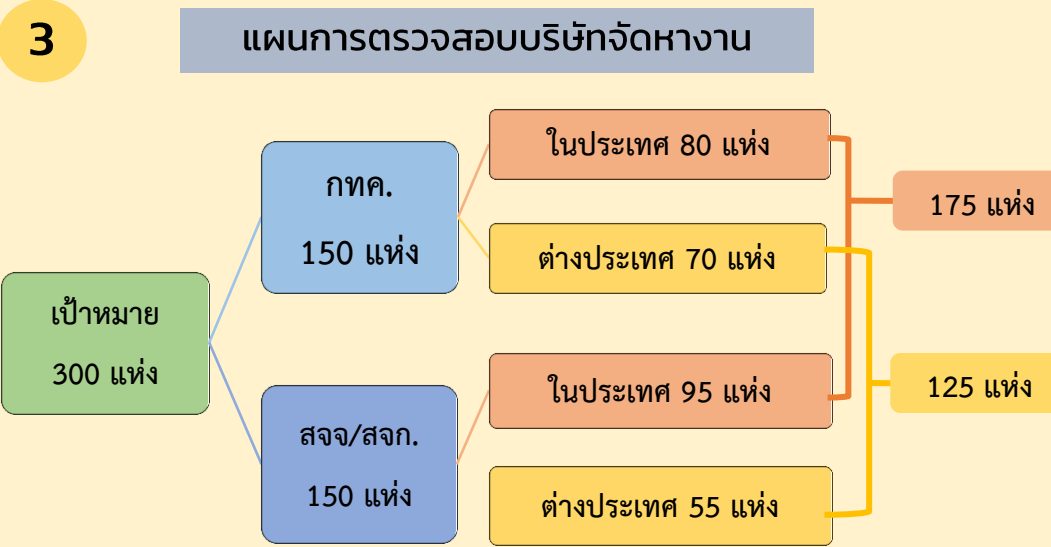 3
แผนการตรวจสอบบริษัทจัดหางาน
เป้าหมาย
300 แห่ง
กทค.
150 แห่ง
ในประเทศ 80 แห่ง
ต่างประเทศ 70 แห่ง
สจจ/สจก.
150 แห่ง
ในประเทศ 95 แห่ง
ต่างประเทศ 55 แห่ง
175 แห่ง
125 แห่ง